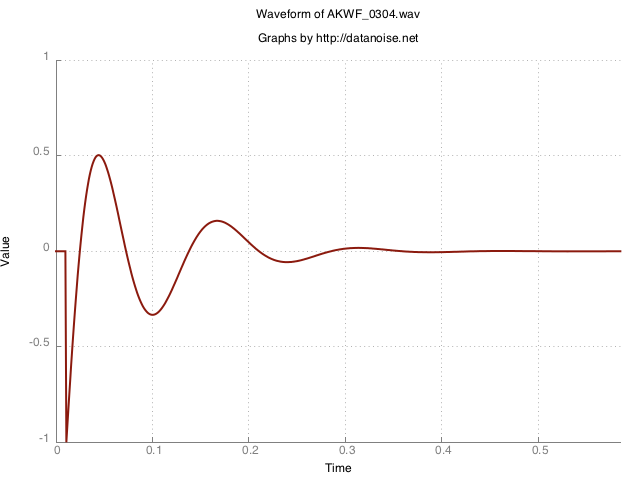 Waveform of AKWF_0304.wav
Graphs by http://datanoise.net
1
0.5
0
-0.5
-1
Value
0 0.1 0.2 0.3 0.4 0.5
Time